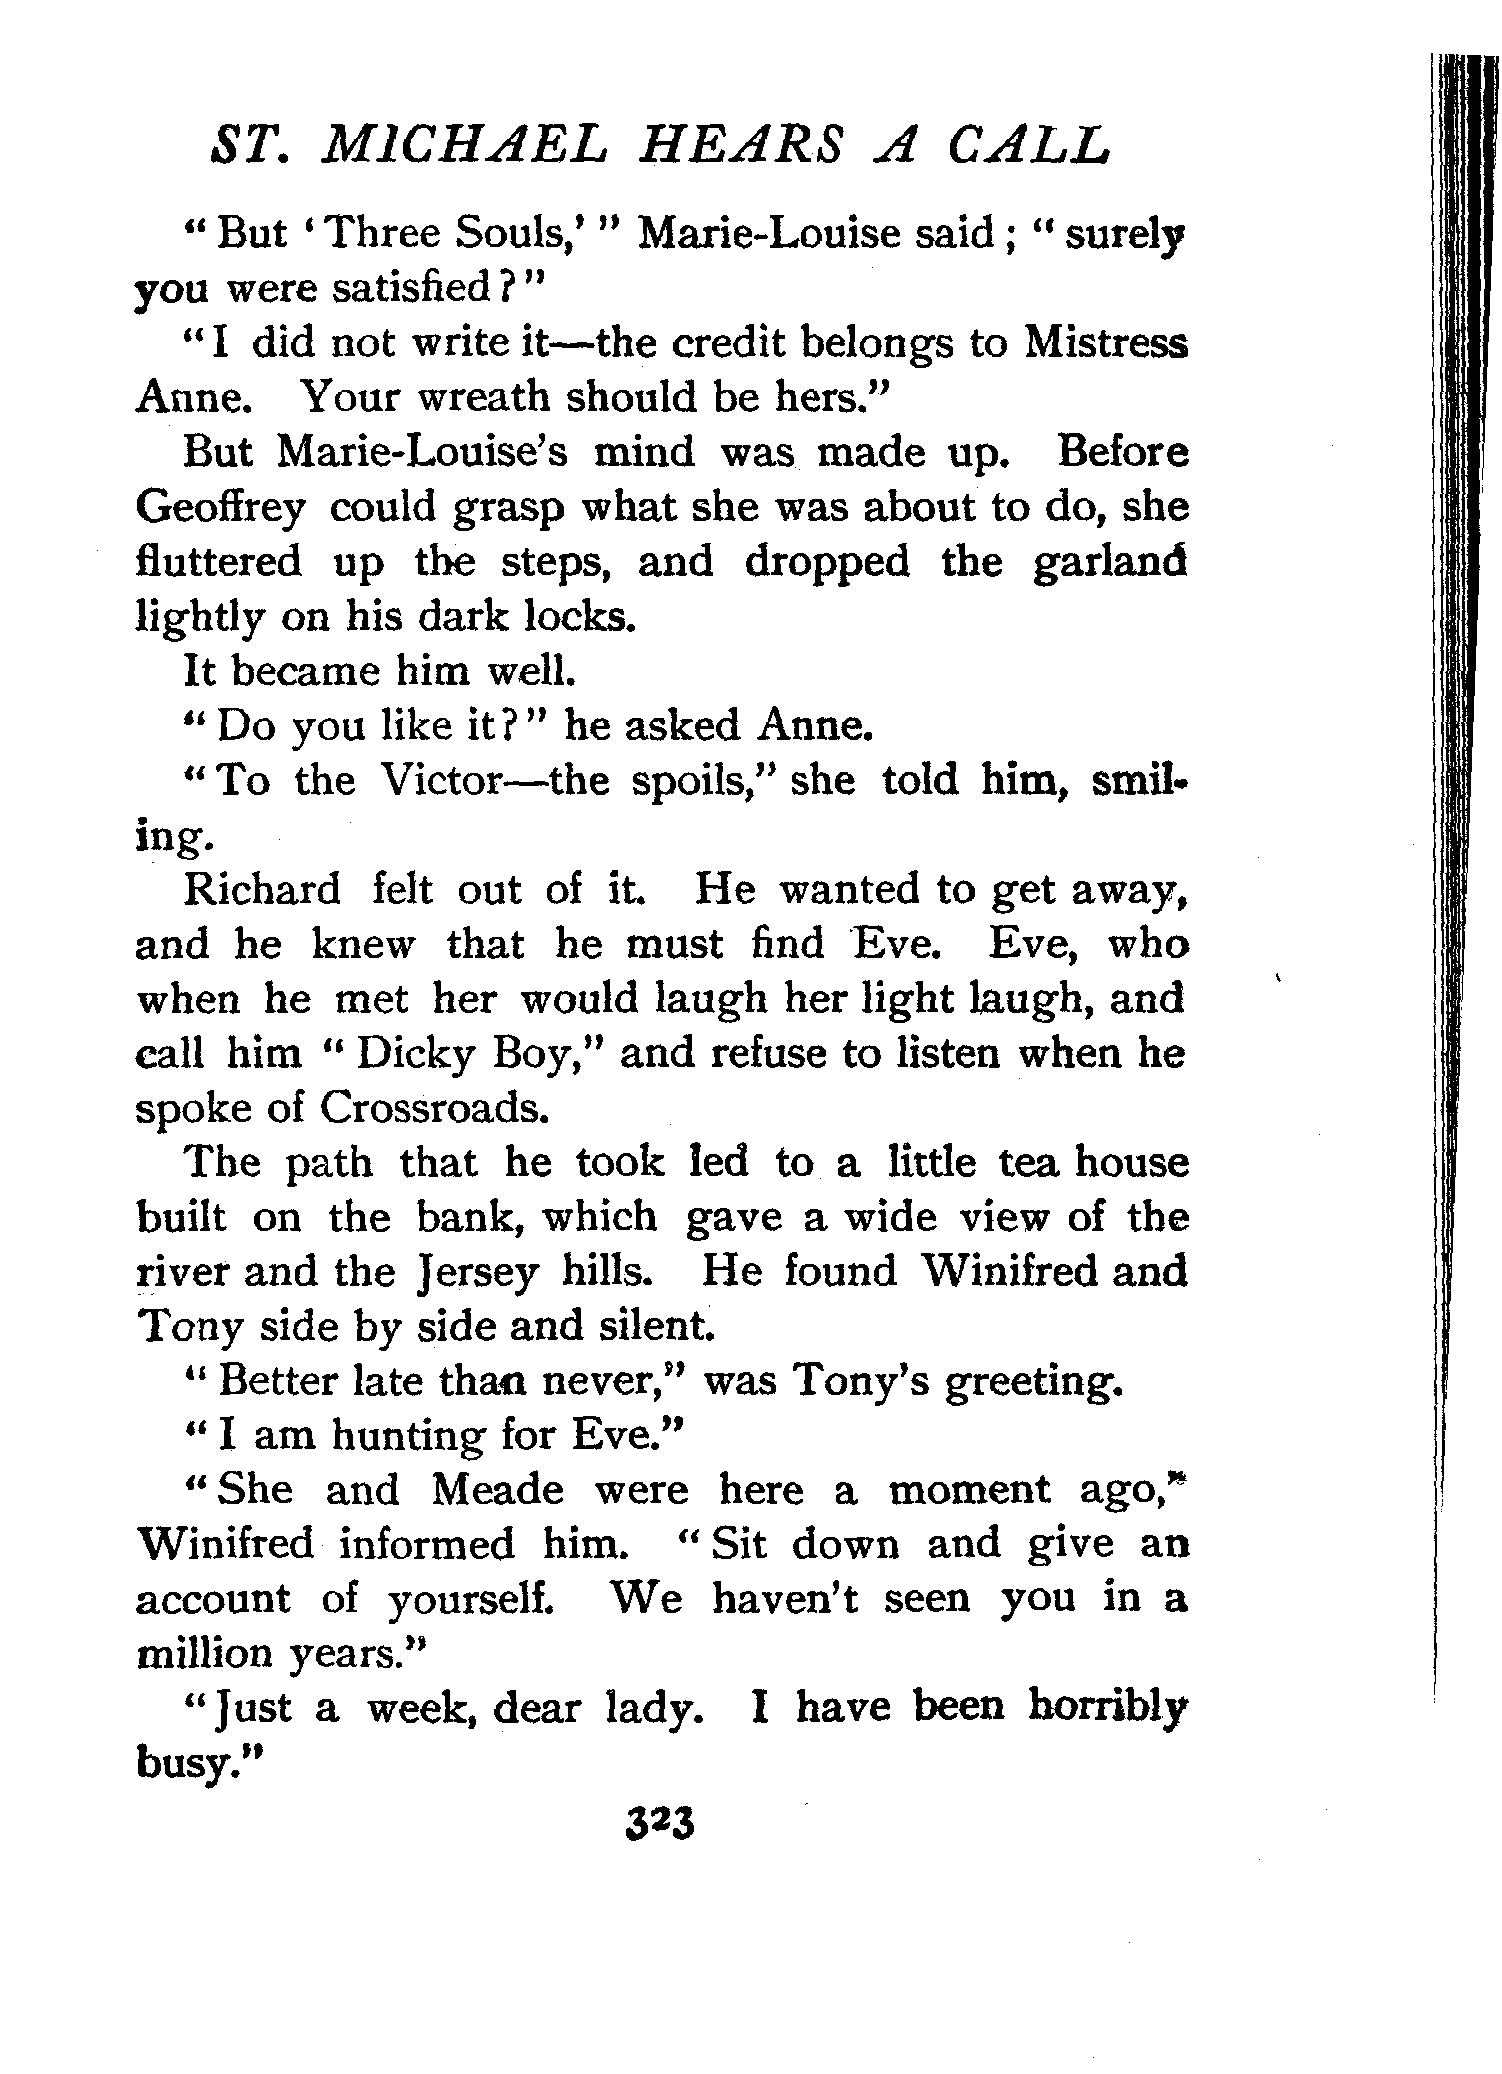 ST. MICHAEL HEARS A CALL
“ But ‘ Three Souls,’ ” Marie-Louise said ; “ surely
you were satisfied ? ”
“ I did not write it—the credit belongs to Mistress
Anne. Your wreath should be hers.”
But Marie-Louise’s mind was made up. Before
Geoffrey could grasp what she was about to do, she
fluttered up the steps, and dropped the garland
lightly on his dark locks.
It became him well.
“ Do you like it ? ” he asked Anne.
“ To the Victor—the spoils,” she told him, smil-
ing.
Richard felt out of it. He wanted to get away,
and he knew that he must find Eve. Eve, who
when he met her would laugh her light laugh, and
call him “ Dicky Boy,” and refuse to listen when he
spoke of Crossroads.
The path that he took led to a little tea house
built on the bank, which gave a wide view of the
river and the Jersey hills. He found Winifred and
Tony side by side and silent.
“ Better late than never,” was Tony’s greeting.
“ I am hunting for Eve.”
“ She and Meade were here a moment ago,”
Winifred informed him. “ Sit down and give an
account of yourself. We haven’t seen you in a
million years.”
“ Just a week, dear lady. I have been horribly
busy.”
323